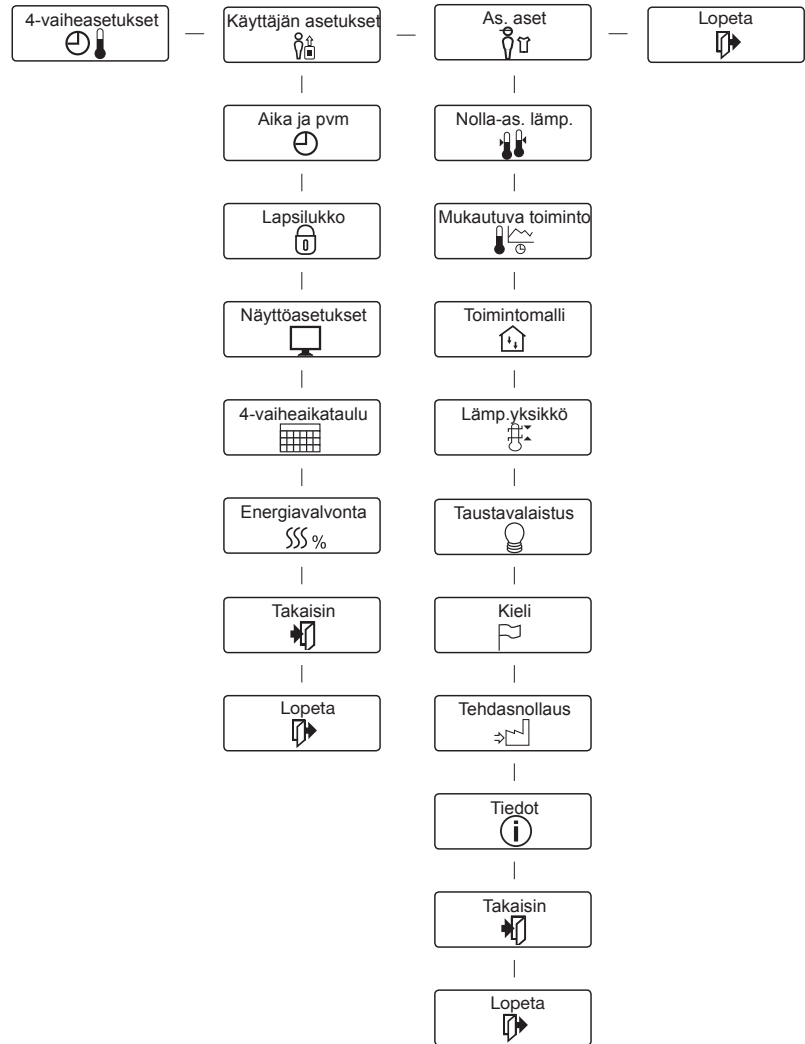 4-vaiheasetukset
Käyttäjän asetukset
As. aset
Lopeta
Aika ja pvm
Lapsilukko
Näyttöasetukset
4-vaiheaikataulu
Energiavalvonta
%
Takaisin
Lopeta
Nolla-as. lämp.
Mukautuva toiminto
Toimintomalli
Lämp.yksikkö
Taustavalaistus
Kieli
Tehdasnollaus
Tiedot
i
Takaisin
Lopeta